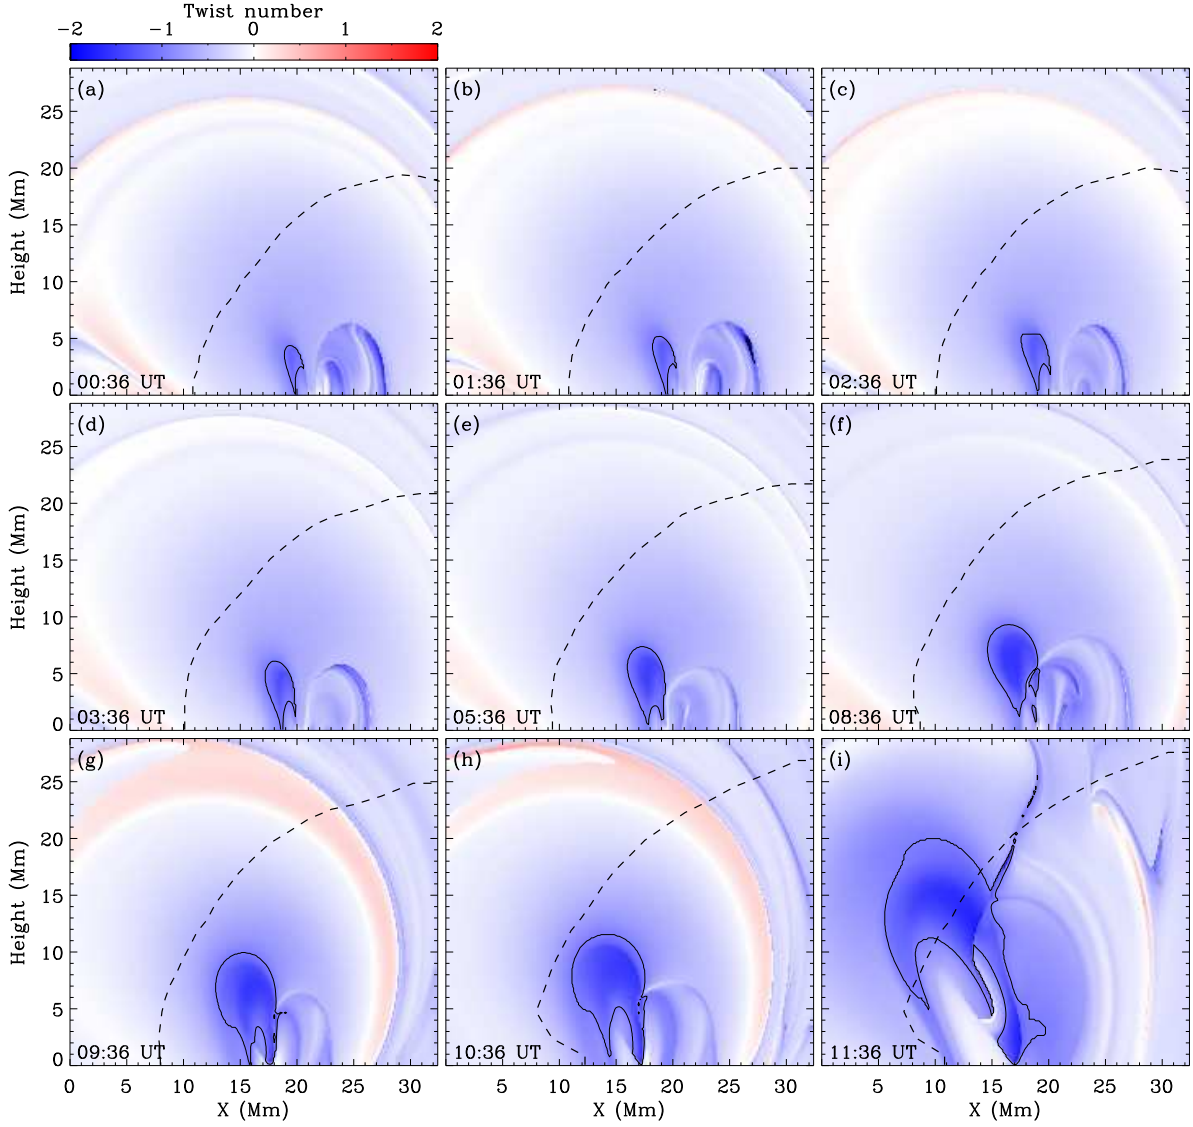 Twist number
-2 -1 0 1 2
(a) (b) (c)
25
20
15
10
5
0
Height (Mm)
00:36 UT 01:36 UT 02:36 UT
(d) (e) (f)
25
20
15
10
5
0
Height (Mm)
03:36 UT 05:36 UT 08:36 UT
(g) (h) (i)
25
20
15
10
5
0
Height (Mm)
09:36 UT 10:36 UT 11:36 UT
0 5 10 15 20 25 30 5 10 15 20 25 30 5 10 15 20 25 30
X (Mm) X (Mm) X (Mm)